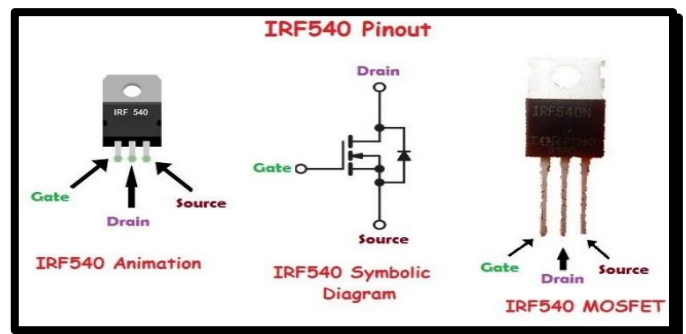 IRF540 Pinout
IRF 540
Gate
Drain
Source
IRF540 Animation
Drain
Gate
Source
IRF540 Symbolic
Diagram
IRF540N
Gate
Drain
Source
IRF540 MOSFET